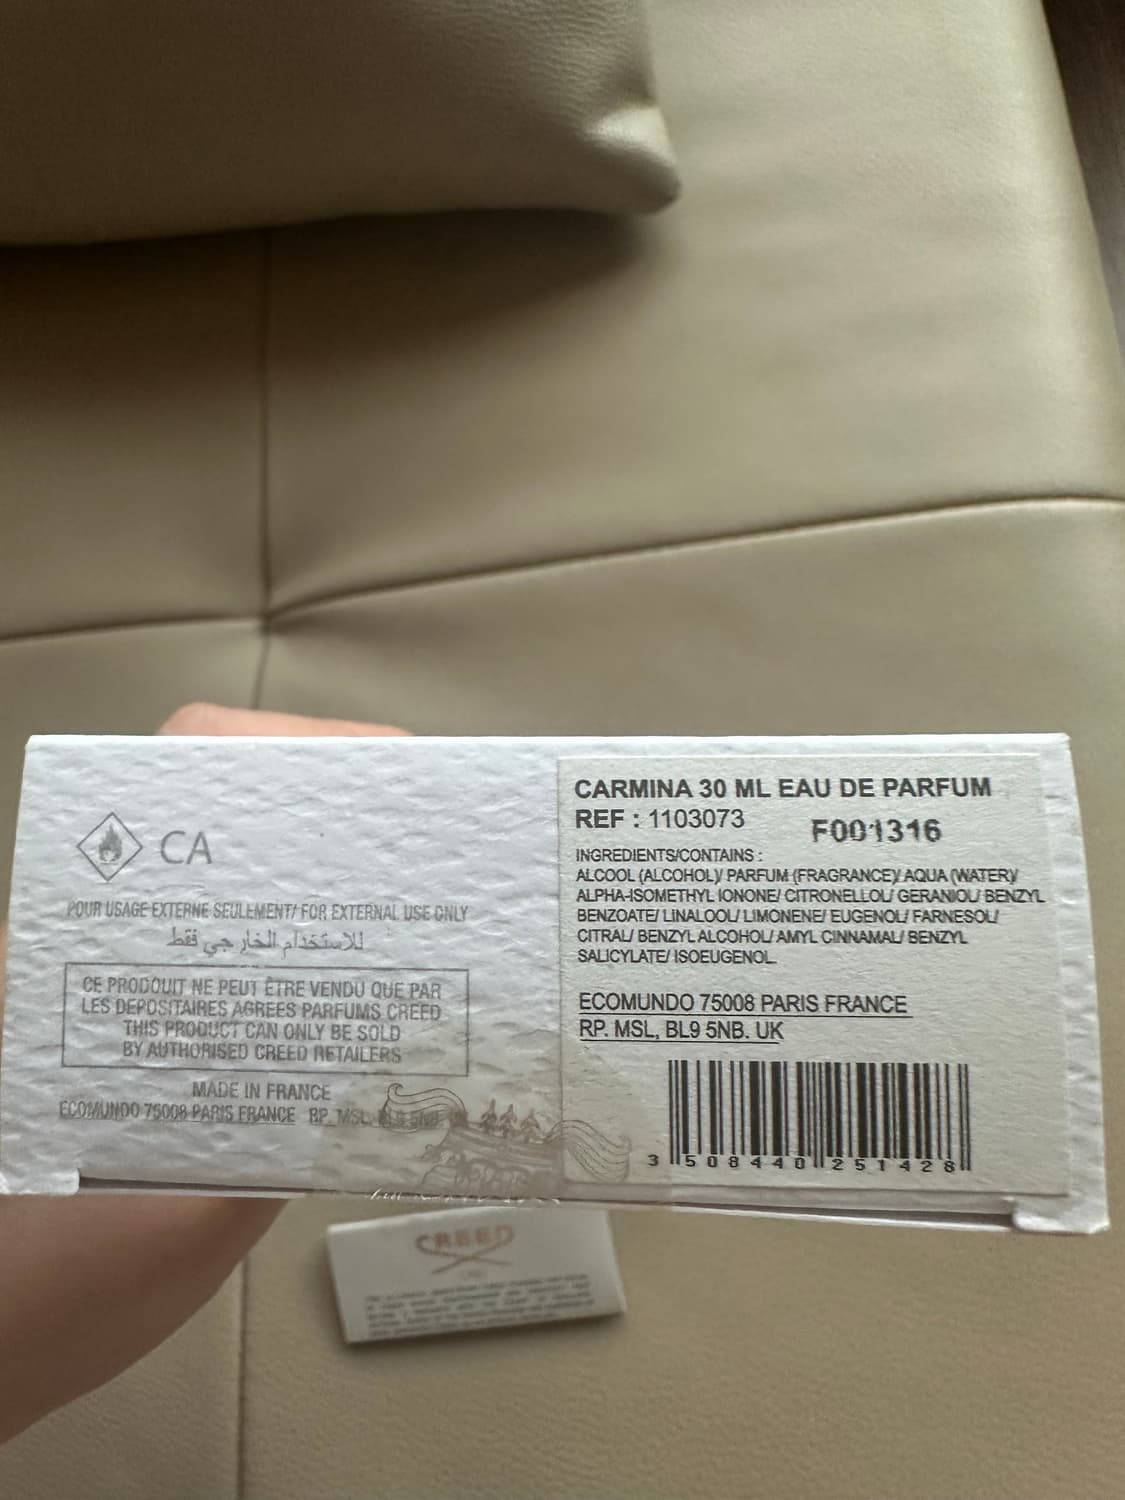 CA
POUR USAGE EXTERNE SEULEMENT/ FOR EXTERNAL USE ONLY
للاستخدام الخارجي فقط
CE PRODOUIT NE PEUT ÊTRE VENDU QUE PAR
LES DEPOSITAIRES AGREES PARFUMS CREED
THIS PRODUCT CAN ONLY BE SOLD
BY AUTHORISED CREED RETAILERS
MADE IN FRANCE
ECOMUNDO 75008 PARIS FRANCE RP. MSL,
CARMINA 30 ML EAU DE PARFUM
REF : 1103073
F001316
INGREDIENTS/CONTAINS :
ALCOOL (ALCOHOL)/ PARFUM (FRAGRANCE)/ AQUA (WATER)/
ALPHA-ISOMETHYL IONONE/ CITRONELLOL/ GERANIOL/ BENZYL
BENZOATE/ LINALOOL/ LIMONENE/ EUGENOL/ FARNESOL/
CITRAL/ BENZYL ALCOHOL/ AMYL CINNAMAL/ BENZYL
SALICYLATE/ ISOEUGENOL.
ECOMUNDO 75008 PARIS FRANCE
RP. MSL, BL9 5NB. UK
3 508440 251428
CREED